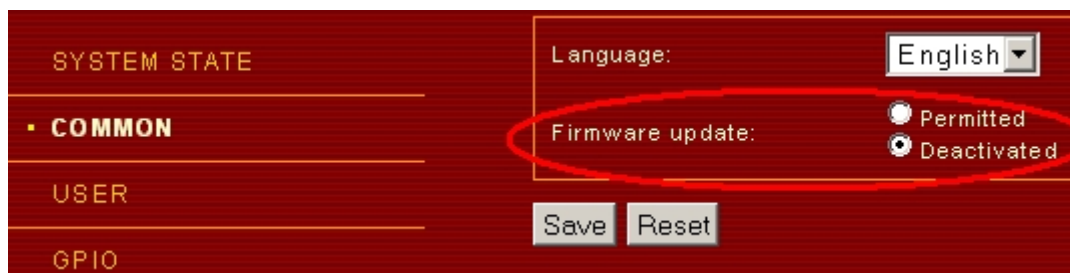 SYSTEM STATE
COMMON
USER
GPIO
Language:
English
Firmware update:
Permitted
Deactivated
Save
Reset